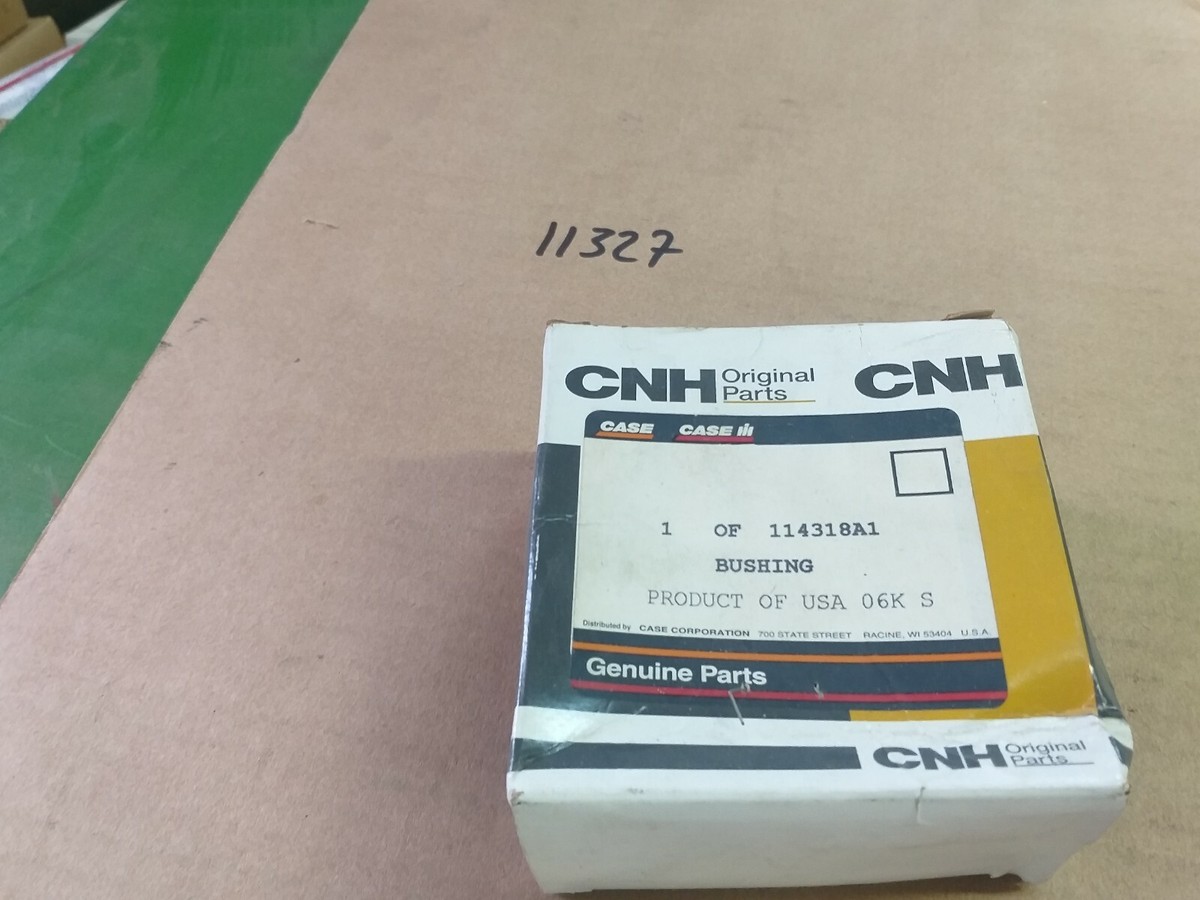 11327
CNH Original Parts CNH
CASE CASE IH
1 OF 114318A1
BUSHING
PRODUCT OF USA 06K S
Distributed by CASE CORPORATION 700 STATE STREET RACINE, WI 53404 U.S.A.
Genuine Parts
CNH Original Parts